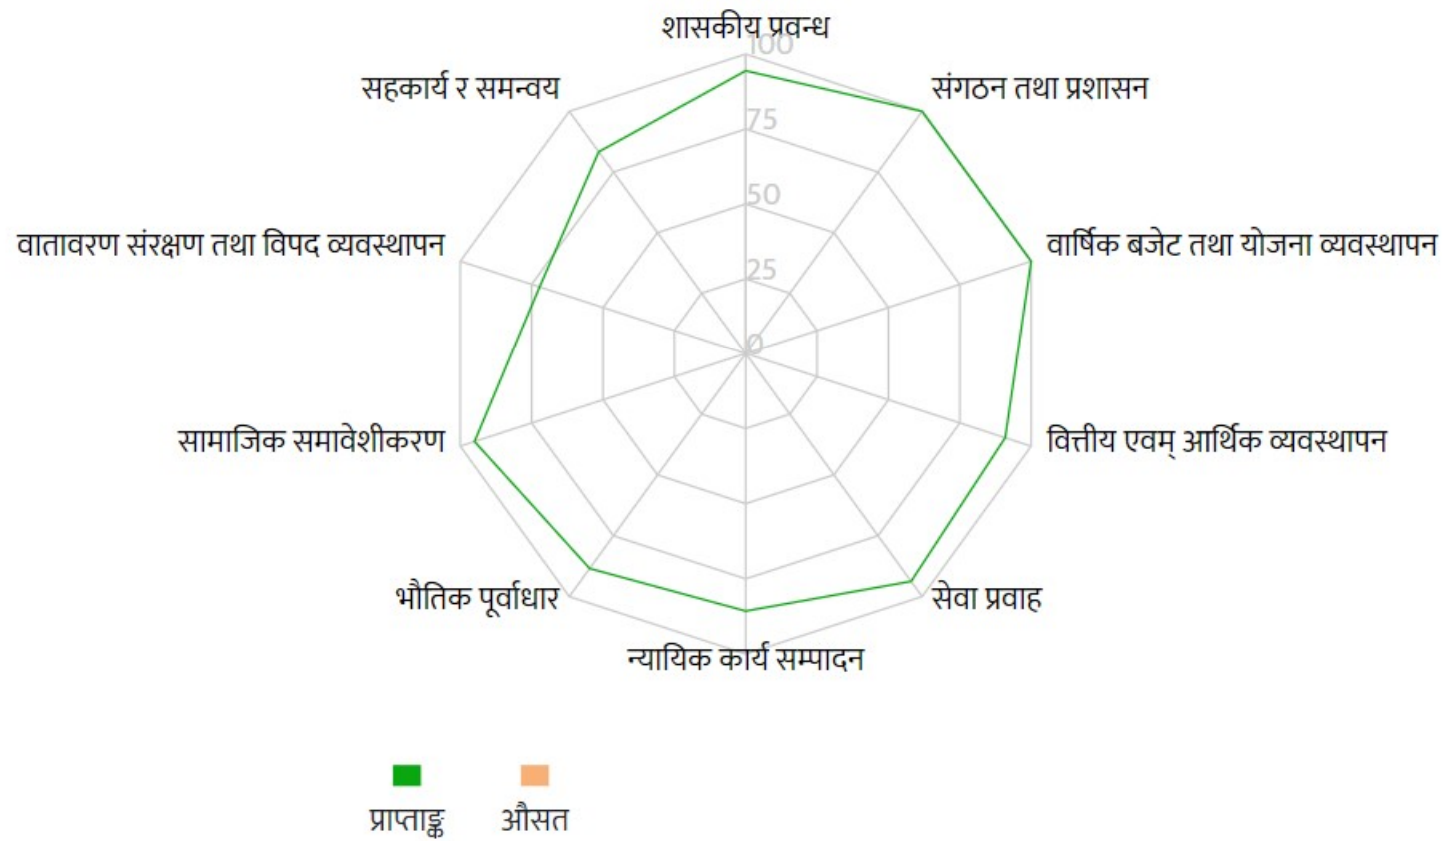 शासकीय प्रवन्ध
100
सहकार्य र समन्वय
संगठन तथा प्रशासन
75
50
वातावरण संरक्षण तथा विपद व्यवस्थापन
वार्षिक बजेट तथा योजना व्यवस्थापन
25
0
सामाजिक समावेशीकरण
वित्तीय एवम् आर्थिक व्यवस्थापन
भौतिक पूर्वाधार
सेवा प्रवाह
न्यायिक कार्य सम्पादन
प्राप्ताङ्क
औसत